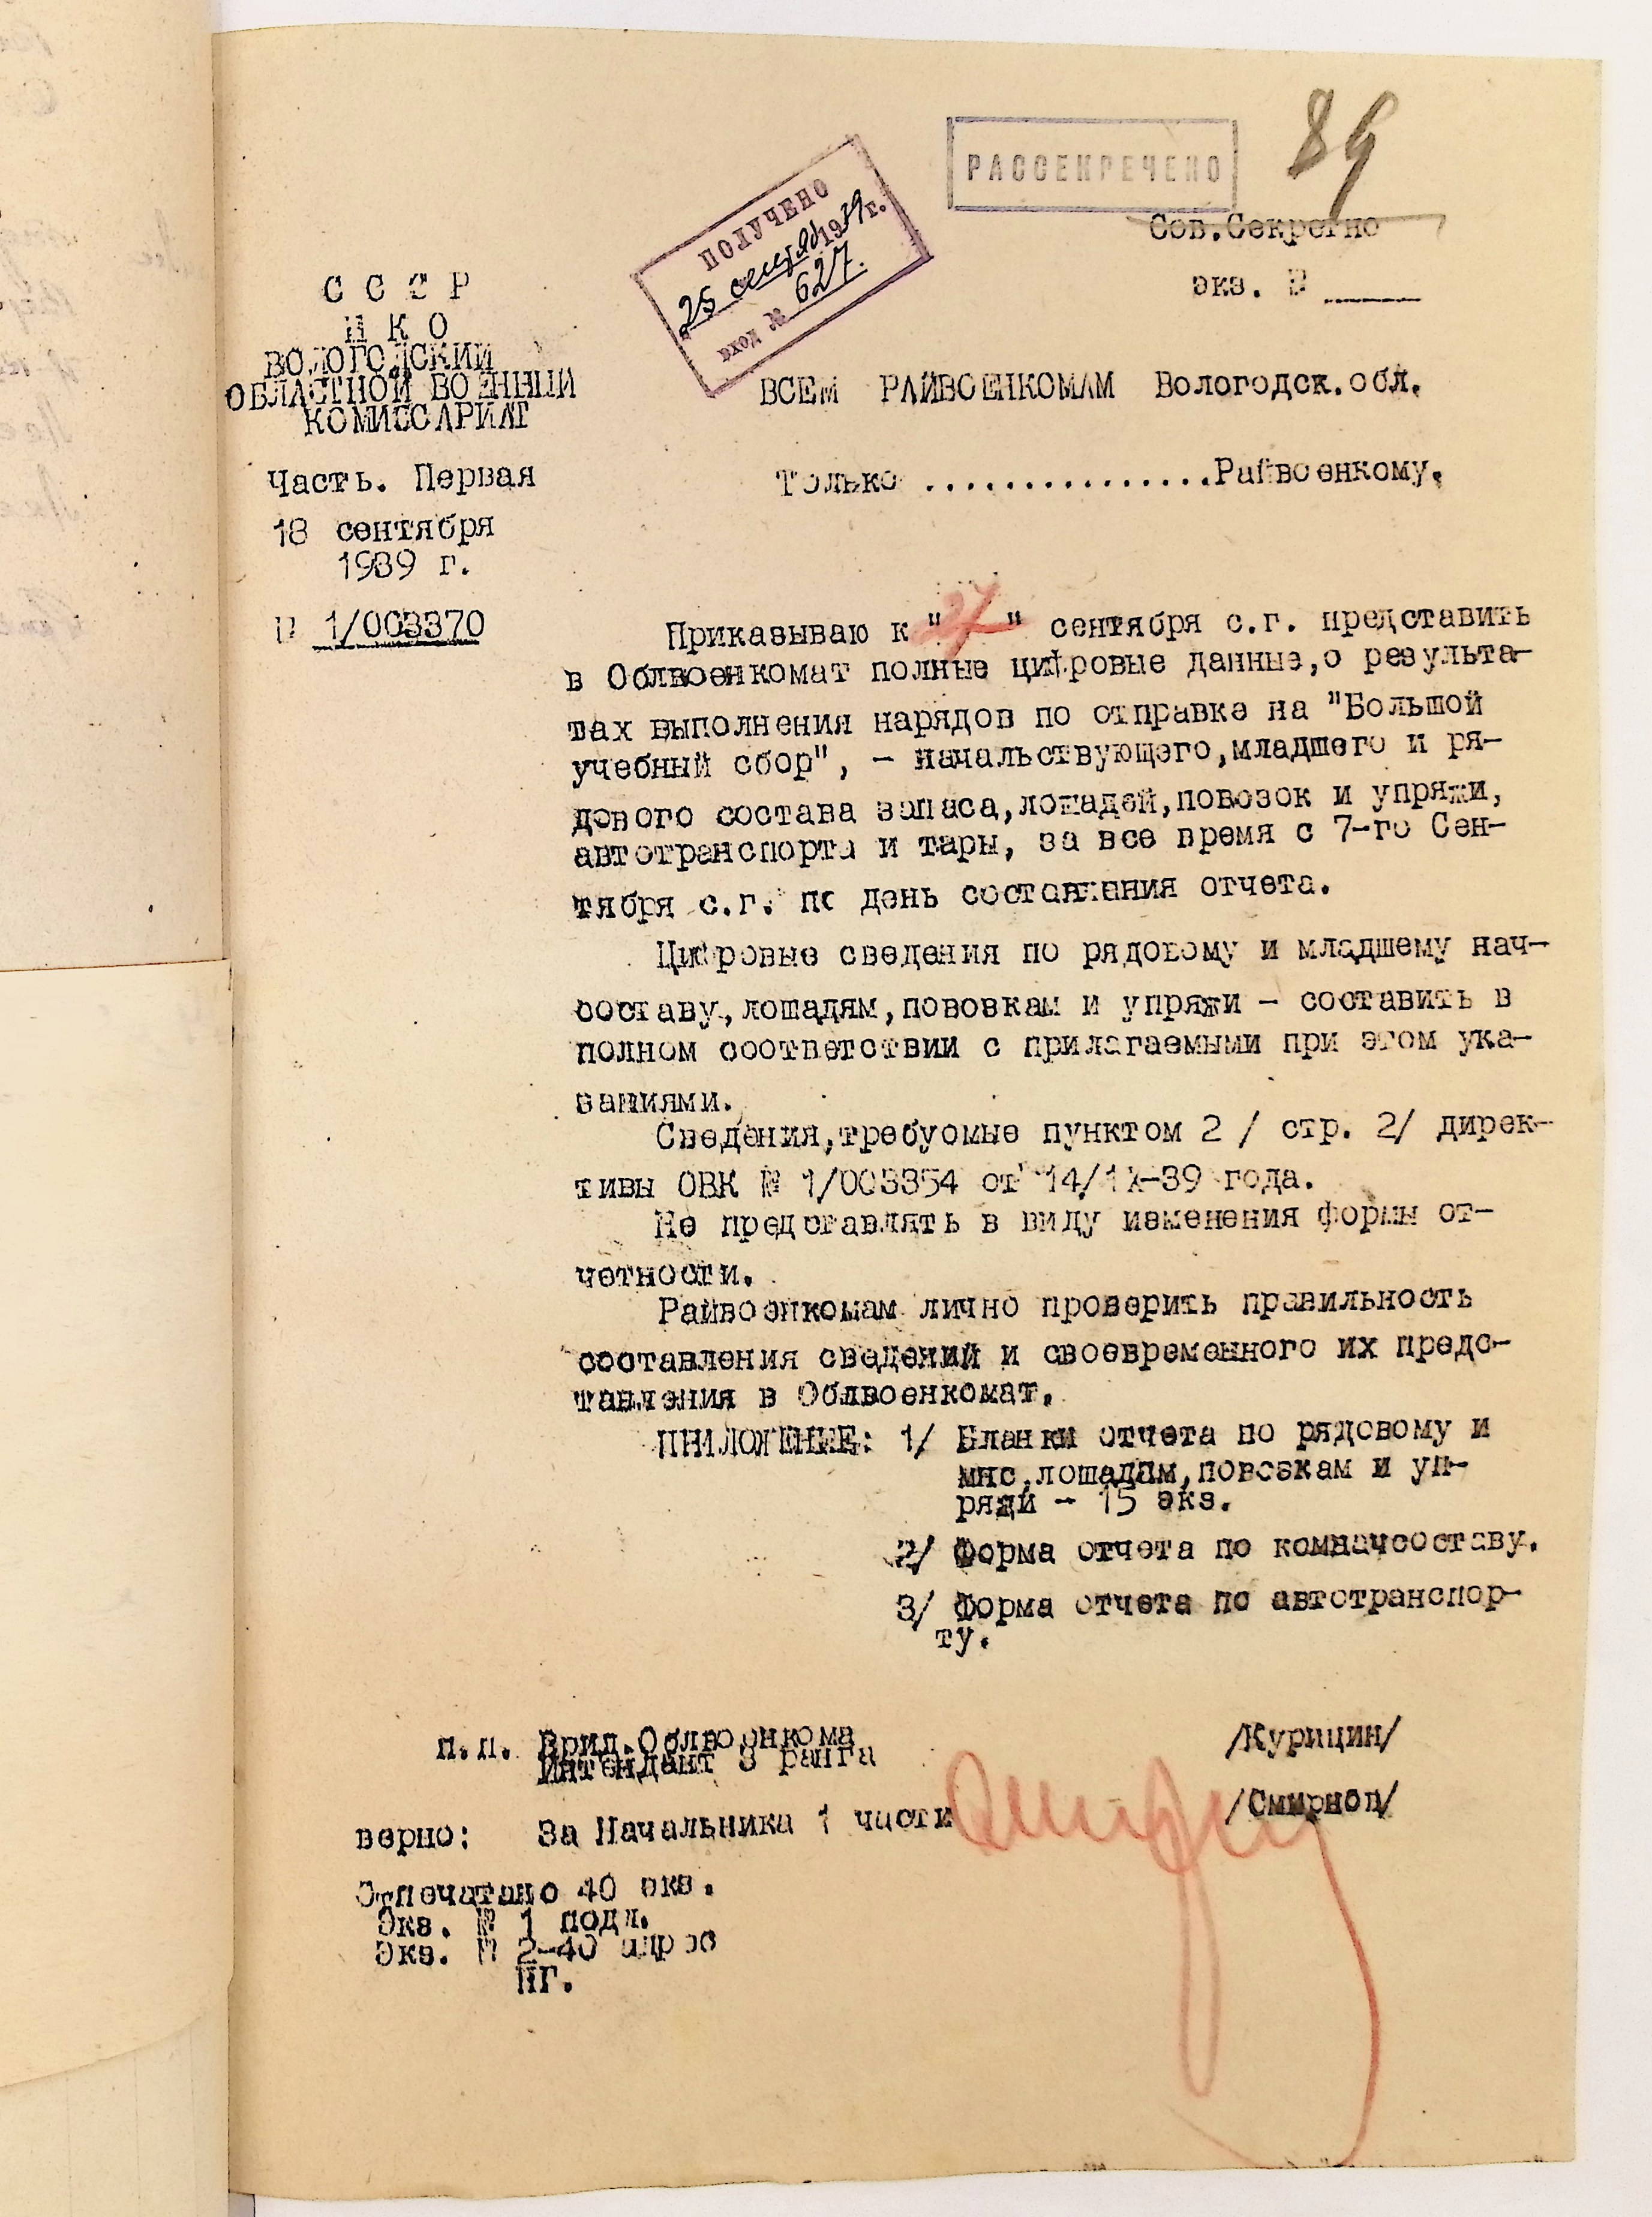 РАССЕКРЕЧЕНО
89
ПОЛУЧЕНО
25 сентяб 1939 г.
вход № 627.
Сов.Секретно
экз. №
С С С Р
Н К О
ВОЛОГОДСКИЙ
ОБЛАСТНОЙ ВОЕННЫЙ
КОМИССАРИАТ
Часть. Первая
18 сентября
1939 г.
№ 1/003370
ВСЕМ РАЙВОЕНКОМАМ Вологодск.обл.
Только ...............Райвоенкому.
Приказываю к "27" сентября с.г. представить
в Облвоенкомат полные цифровые данные,о результа-
тах выполнения нарядов по отправке на "Большой
учебный сбор", - начальствующего,младшего и ря-
дового состава запаса,лошадей,повозок и упряжи,
автотранспорта и тары, за все время с 7-го Сен-
тября с.г. по день составления отчета.
Цифровые сведения по рядовому и младшему нач-
составу,лошадям,повозкам и упряжи - составить в
полном соответствии с прилагаемыми при этом ука-
заниями.
Сведения,требуемые пунктом 2 / стр. 2/ дирек-
тивы ОВК № 1/003354 от 14/IX-39 года.
Не представлять в виду изменения формы от-
четности.
Райвоенкомам лично проверить правильность
составления сведений и своевременного их предс-
тавления в Облвоенкомат.
ПРИЛОЖЕНИЕ: 1/ Бланки отчета по рядовому и
мнс,лошадям,повозкам и уп-
ряжи - 15 экз.
2/ Форма отчета по комначсоставу.
3/ Форма отчета по автотранспор-
ту.
п.п. Врид.Облвоенкома
Интендант 3 ранга
/Курицин/
верно: За Начальника 1 части
/Смирнов/
Отпечатано 40 экз.
Экз. № 1 подл.
Экз. № 2-40 адрес
НГ.